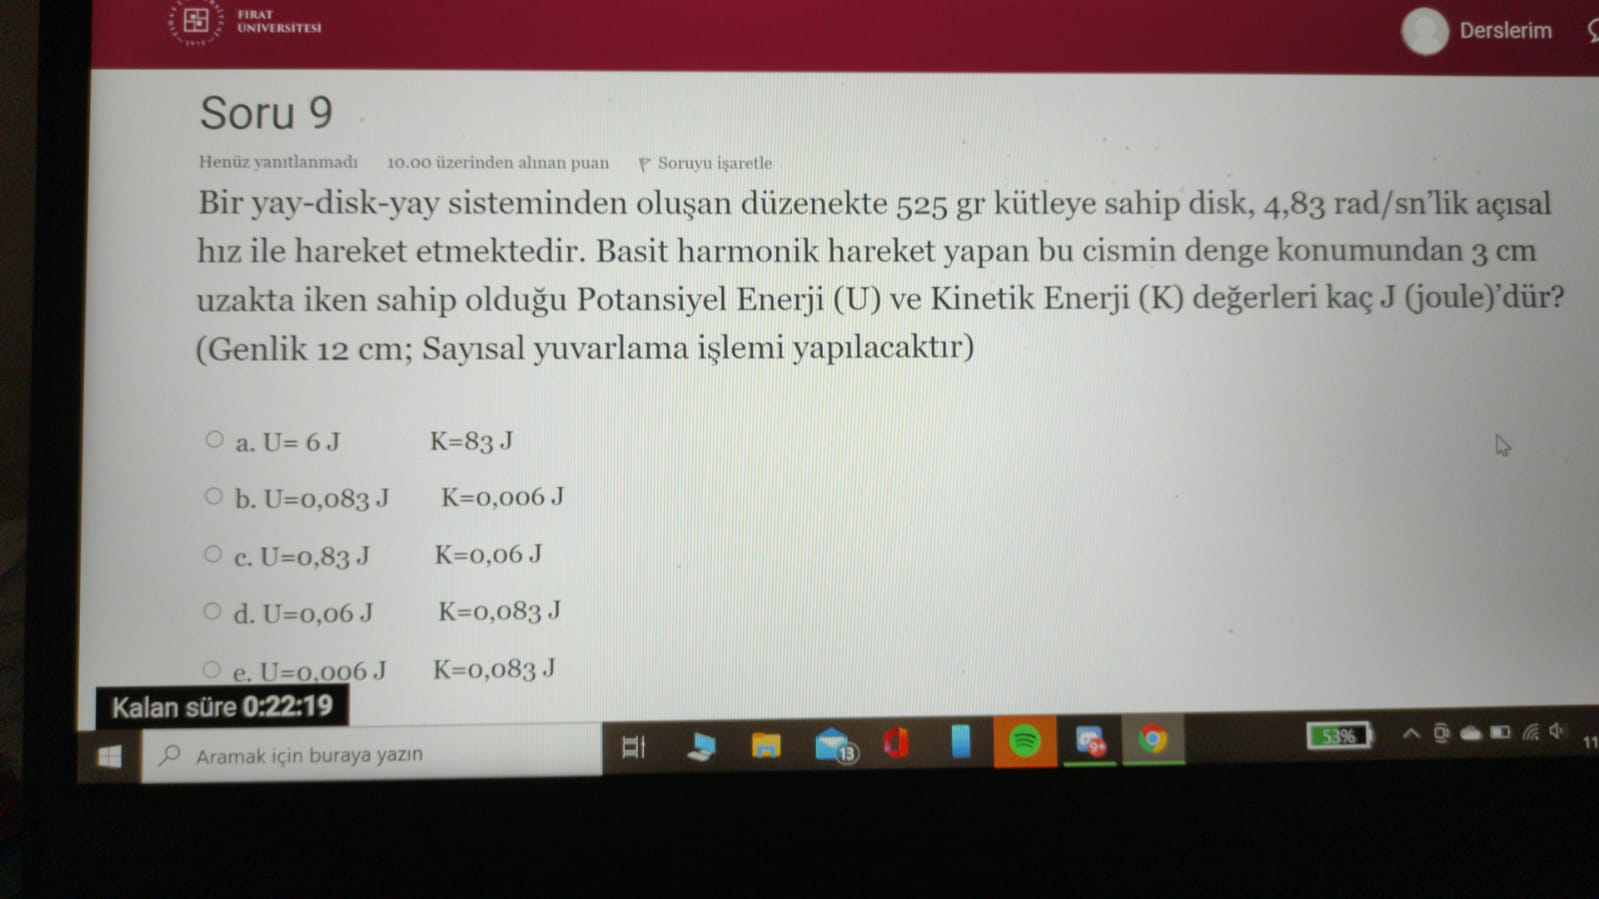 FIRAT
ÜNİVERSİTESİ
Derslerim
Soru 9
Henüz yanıtlanmadı 10.00 üzerinden alınan puan Soruyu işaretle
Bir yay-disk-yay sisteminden oluşan düzenekte 525 gr kütleye sahip disk, 4,83 rad/sn’lik açısal
hız ile hareket etmektedir. Basit harmonik hareket yapan bu cismin denge konumundan 3 cm
uzakta iken sahip olduğu Potansiyel Enerji (U) ve Kinetik Enerji (K) değerleri kaç J (joule)’dür?
(Genlik 12 cm; Sayısal yuvarlama işlemi yapılacaktır)
a. U= 6 J K=83 J
b. U=0,083 J K=0,006 J
c. U=0,83 J K=0,06 J
d. U=0,06 J K=0,083 J
e. U=0,006 J K=0,083 J
Kalan süre 0:22:19
Aramak için buraya yazın
13
9+
53%
11